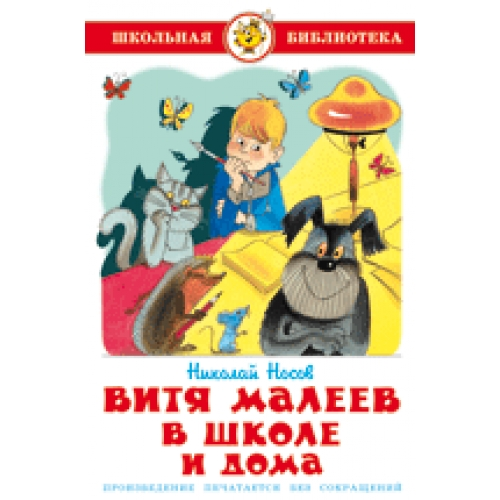 ШКОЛЬНАЯ БИБЛИОТЕКА
Николай Носов
ВИТЯ МАЛЕЕВ
В ШКОЛЕ
И ДОМА
ПРОИЗВЕДЕНИЕ ПЕЧАТАЕТСЯ БЕЗ СОКРАЩЕНИЙ